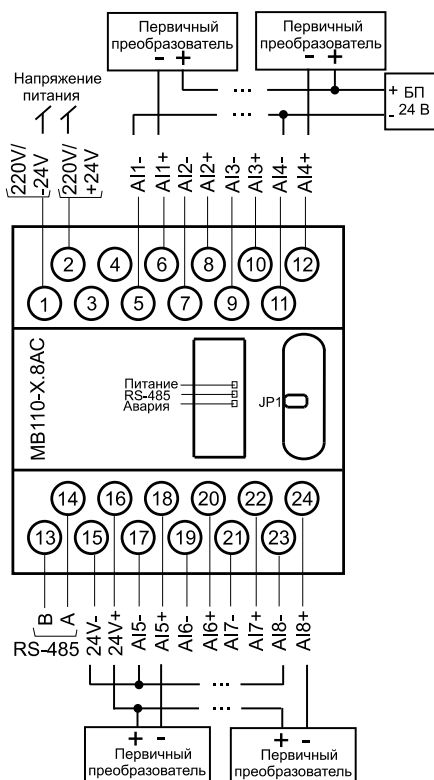 Первичный
преобразователь
- +
Первичный
преобразователь
- +
Напряжение
питания
...
...
+ БП
- 24 В
220V/
-24V
220V/
+24V
AI1-
AI1+
AI2-
AI2+
AI3-
AI3+
AI4-
AI4+
2 4 6 8 10 12
1 3 5 7 9 11
МВ110-Х.8АС
Питание
RS-485
Авария
JP1
14 16 18 20 22 24
13 15 17 19 21 23
B
A
RS-485
24V-
24V+
AI5-
AI5+
AI6-
AI6+
AI7-
AI7+
AI8-
AI8+
...
...
+ -
Первичный
преобразователь
+ -
Первичный
преобразователь